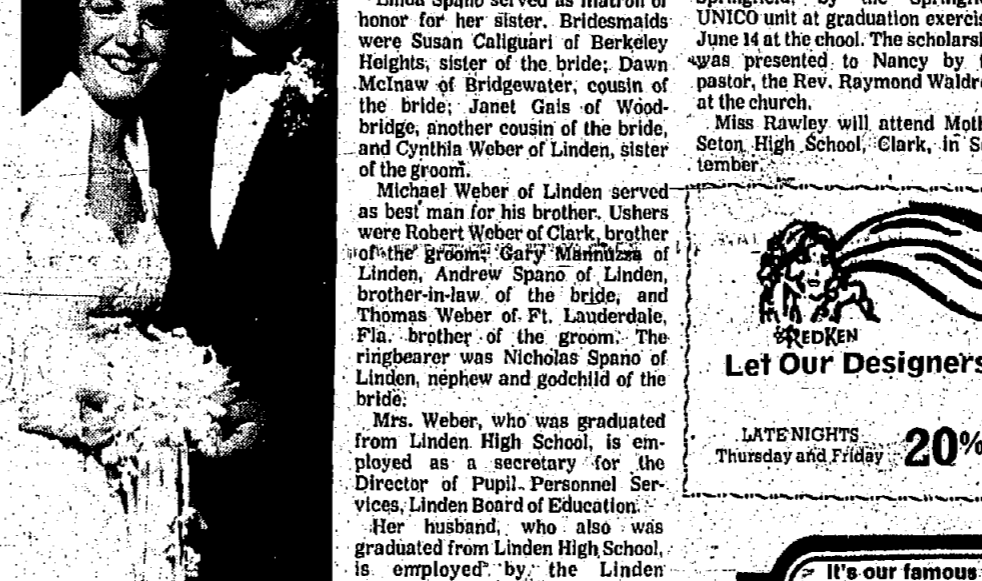 Linda Spano served as matron of
honor for her sister. Bridesmaids
were Susan Caliguari of Berkeley
Heights, sister of the bride; Dawn
McInaw of Bridgewater, cousin of
the bride; Janet Gais of Wood-
bridge, another cousin of the bride,
and Cynthia Weber of Linden, sister
of the groom.
Michael Weber of Linden served
as best man for his brother. Ushers
were Robert Weber of Clark, brother
of the groom; Gary Mannuzza of
Linden, Andrew Spano of Linden,
brother-in-law of the bride, and
Thomas Weber of Ft. Lauderdale,
Fla. brother of the groom. The
ringbearer was Nicholas Spano of
Linden, nephew and godchild of the
bride.
Mrs. Weber, who was graduated
from Linden High School, is em-
ployed as a secretary for the
Director of Pupil Personnel Ser-
vices, Linden Board of Education.
Her husband, who also was
graduated from Linden High School,
is employed by the Linden
by the
UNICO unit at graduation
June 14 at the chool. The
was presented to Nancy by
pastor, the Rev. Raymond
at the church.
Miss Rawley will attend
Seton High School, Clark, in
tember.
REDKEN
Let Our Designers
LATE NIGHTS
Thursday and Friday
20%
It's our famous